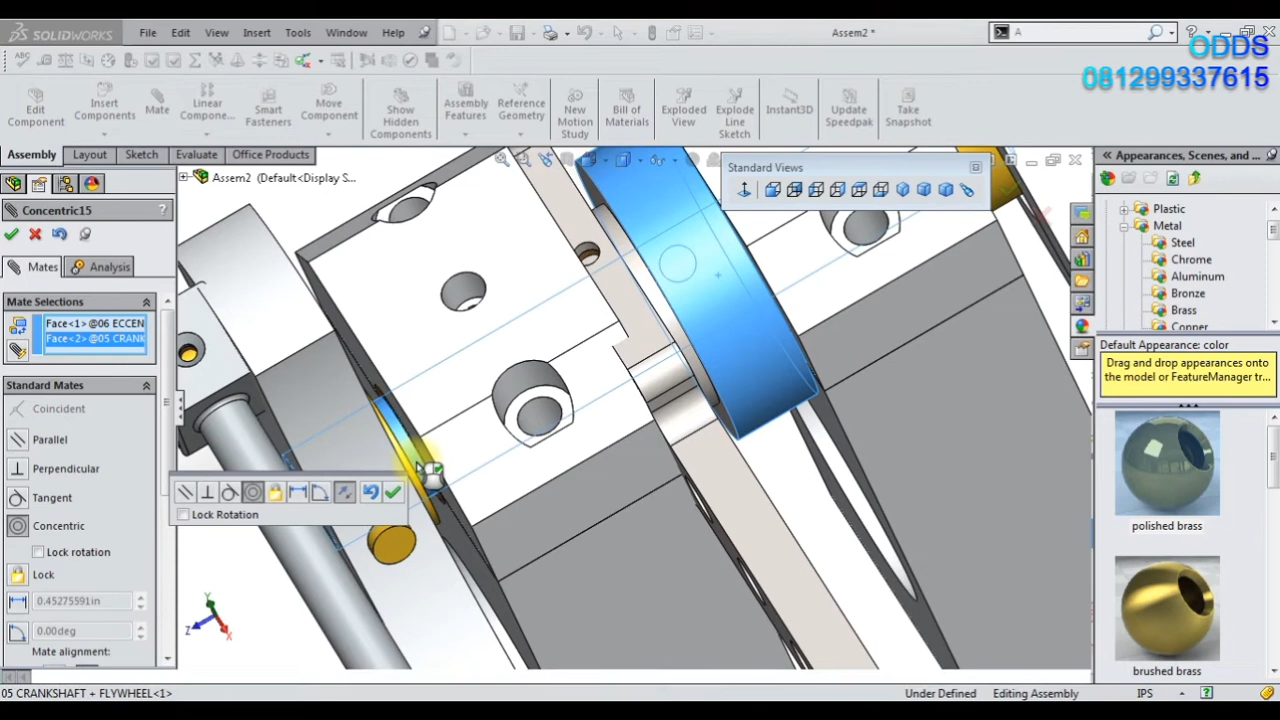 SOLIDWORKS
File Edit View Insert Tools Window Help
Assem2 *
A
ODDS
081299337615
Edit Component
Insert Components
Mate
Linear Compone...
Smart Fasteners
Move Component
Show Hidden Components
Assembly Features
Reference Geometry
New Motion Study
Bill of Materials
Exploded View
Explode Line Sketch
Instant3D
Update Speedpak
Take Snapshot
Assembly Layout Sketch Evaluate Office Products
Assem2 (Default<Display S...
Standard Views
Concentric15
?
Mates Analysis
Mate Selections
Face<1>@06 ECCEN
Face<2>@05 CRANK
Standard Mates
Coincident
Parallel
Perpendicular
Tangent
Concentric
Lock rotation
Lock
0.45275591in
0.00deg
Mate alignment:
Lock Rotation
Y
Z
X
Appearances, Scenes, and...
Plastic
Metal
Steel
Chrome
Aluminum
Bronze
Brass
Copper
Default Appearance: color
Drag and drop appearances onto
the model or FeatureManager tr...
polished brass
brushed brass
05 CRANKSHAFT + FLYWHEEL<1>
Under Defined Editing Assembly IPS